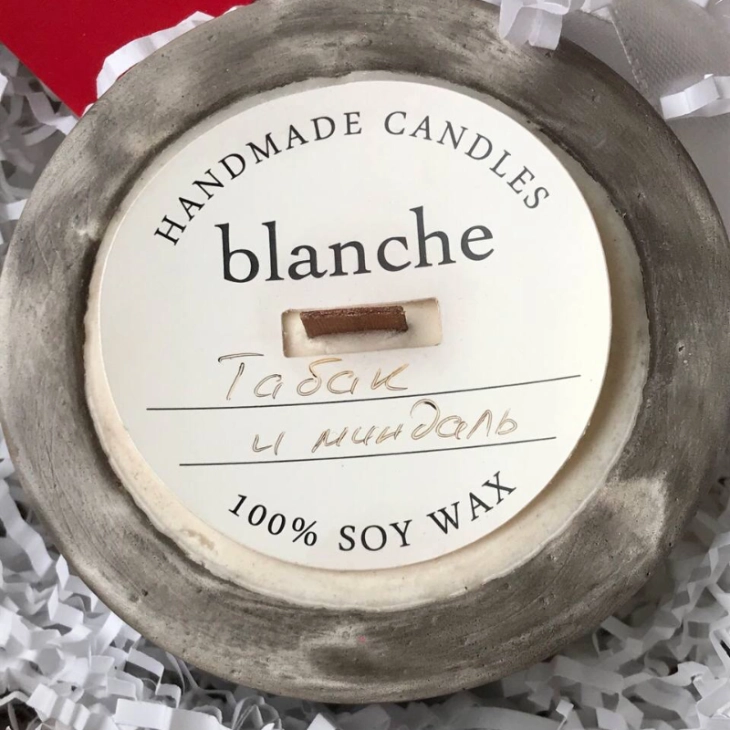 HANDMADE CANDLES
blanche
Табак
и миндаль
100% SOY WAX